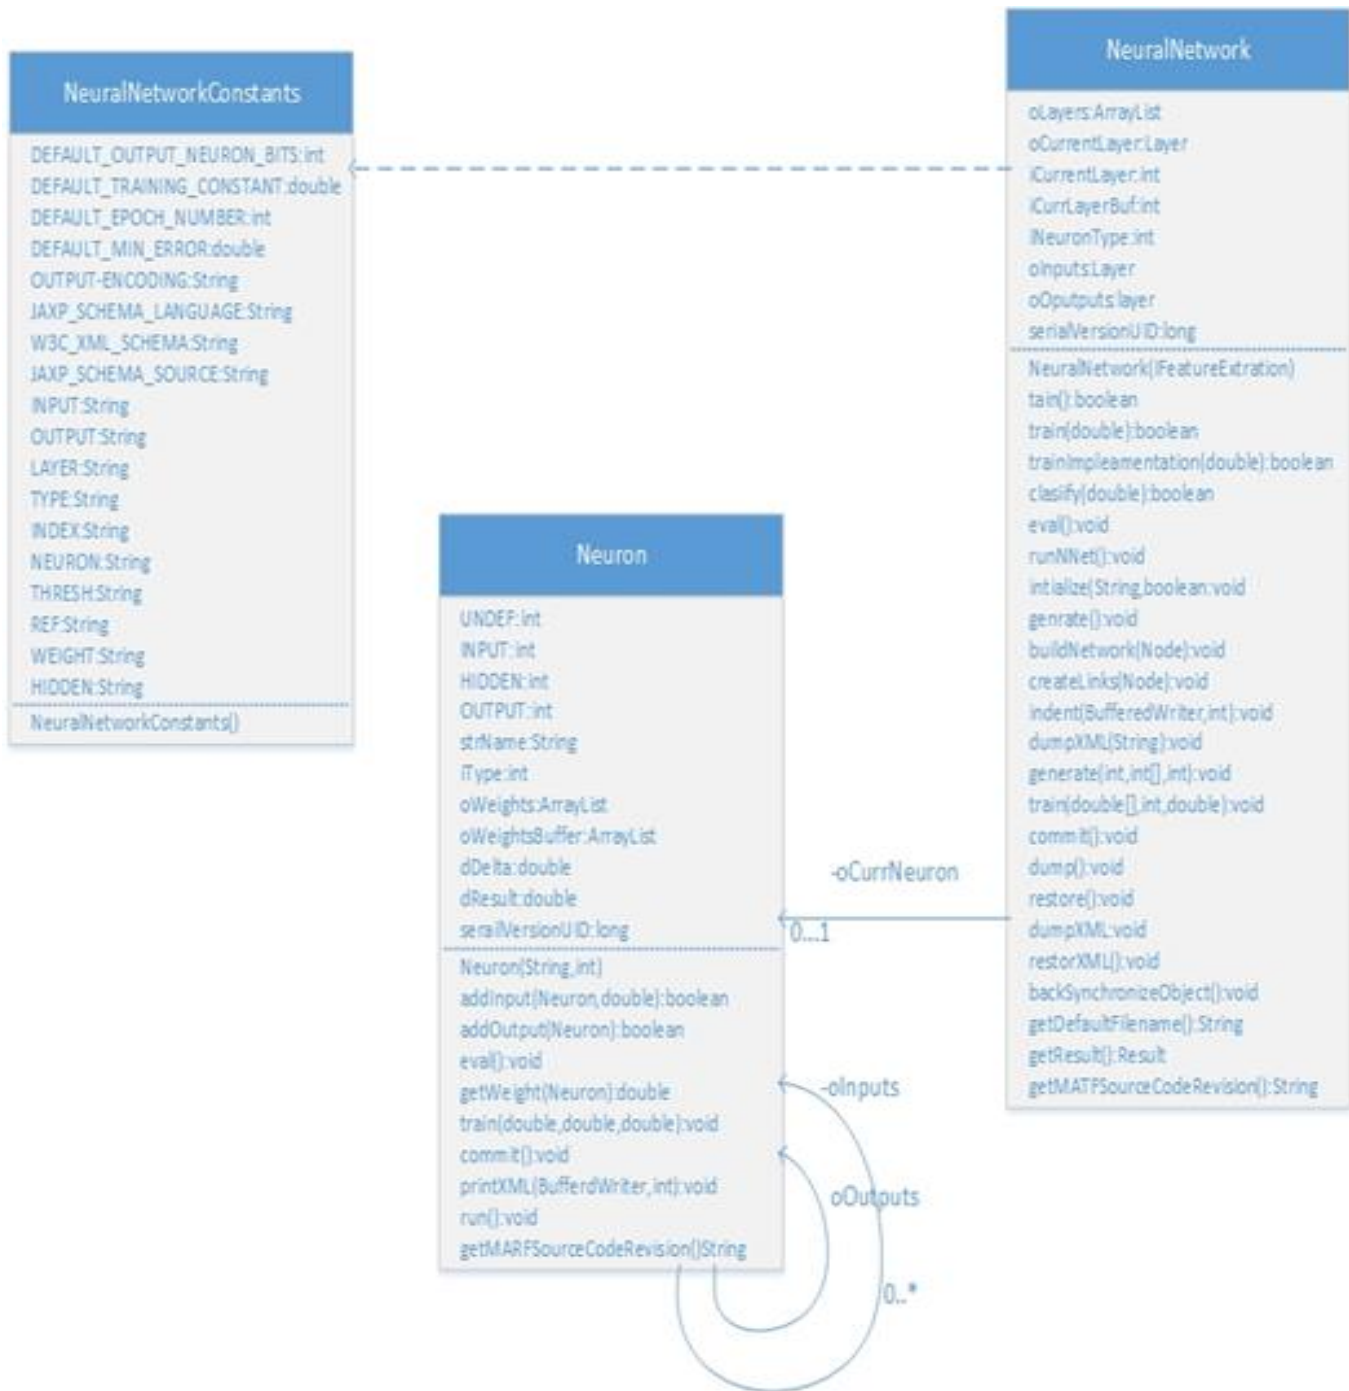 NeuralNetworkConstants
DEFAULT_OUTPUT_NEURON_BITS:int
DEFAULT_TRAINING_CONSTANT:double
DEFAULT_EPOCH_NUMBER:int
DEFAULT_MIN_ERROR:double
OUTPUT-ENCODING:String
JAXP_SCHEMA_LANGUAGE:String
W3C_XML_SCHEMA:String
JAXP_SCHEMA_SOURCE:String
INPUT:String
OUTPUT:String
LAYER:String
TYPE:String
INDEX:String
NEURON:String
THRESH:String
REF:String
WEIGHT:String
HIDDEN:String
NeuralNetworkConstants()
Neuron
UNDEF:int
INPUT:int
HIDDEN:int
OUTPUT:int
strName:String
iType:int
oWeights:ArrayList
oWeightsBuffer:ArrayList
dDelta:double
dResult:double
serailVersionUID:long
Neuron(String,int)
addInput(Neuron,double):boolean
addOutput(Neuron):boolean
eval():void
getWeight(Neuron):double
train(double,double,double):void
commit():void
printXML(BufferdWriter,int):void
run():void
getMARFSourceCodeRevision()String
NeuralNetwork
oLayers:ArrayList
oCurrentLayer:Layer
iCurrentLayer:int
iCurrLayerBuf:int
iNeuronType:int
oInputs:Layer
oOputputs:layer
serialVersionUID:long
NeuralNetwork(IFeatureExtration)
tain():boolean
train(double):boolean
trainImpleamentation(double):boolean
clasify(double):boolean
eval():void
runNNet():void
intialize(String,boolean:void
genrate():void
buildNetwork(Node):void
createLinks(Node):void
indent(BufferedWriter,int):void
dumpXML(String):void
generate(int,int[],int):void
train(double[],int,double):void
commit():void
dump():void
restore():void
dumpXML:void
restorXML():void
backSynchronizeObject():void
getDefaultFilename():String
getResult():Result
getMATFSourceCodeRevision():String
-oCurrNeuron
0...1
-oInputs
oOutputs
0..*